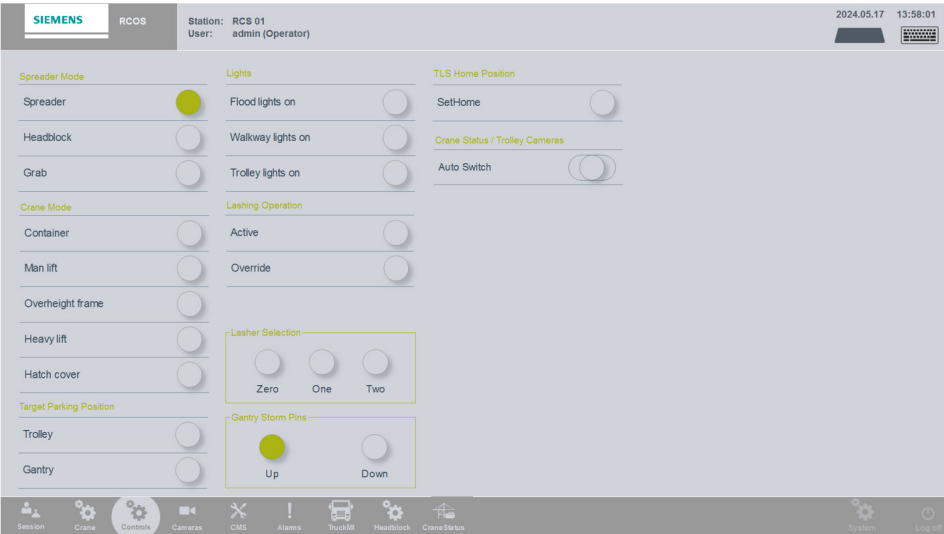 SIEMENS
RCOS
Station: RCS 01
User: admin (Operator)
2024.05.17 13:58:01
Spreader Mode
Spreader
Headblock
Grab
Crane Mode
Container
Man lift
Overheight frame
Heavy lift
Hatch cover
Target Parking Position
Trolley
Gantry
Lights
Flood lights on
Walkway lights on
Trolley lights on
Lashing Operation
Active
Override
Lasher Selection
Zero One Two
Gantry Storm Pins
Up Down
TLS Home Position
SetHome
Crane Status / Trolley Cameras
Auto Switch
Session Crane Controls Cameras CMS Alarms TruckMI Headblock CraneStatus System Log off